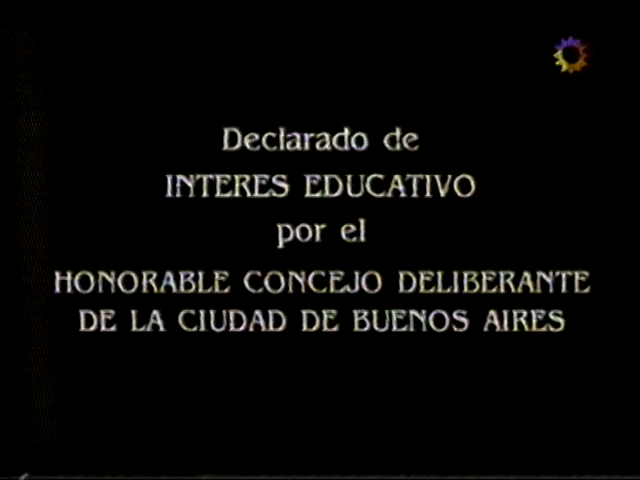 Declarado de
INTERES EDUCATIVO
por el
HONORABLE CONCEJO DELIBERANTE
DE LA CIUDAD DE BUENOS AIRES